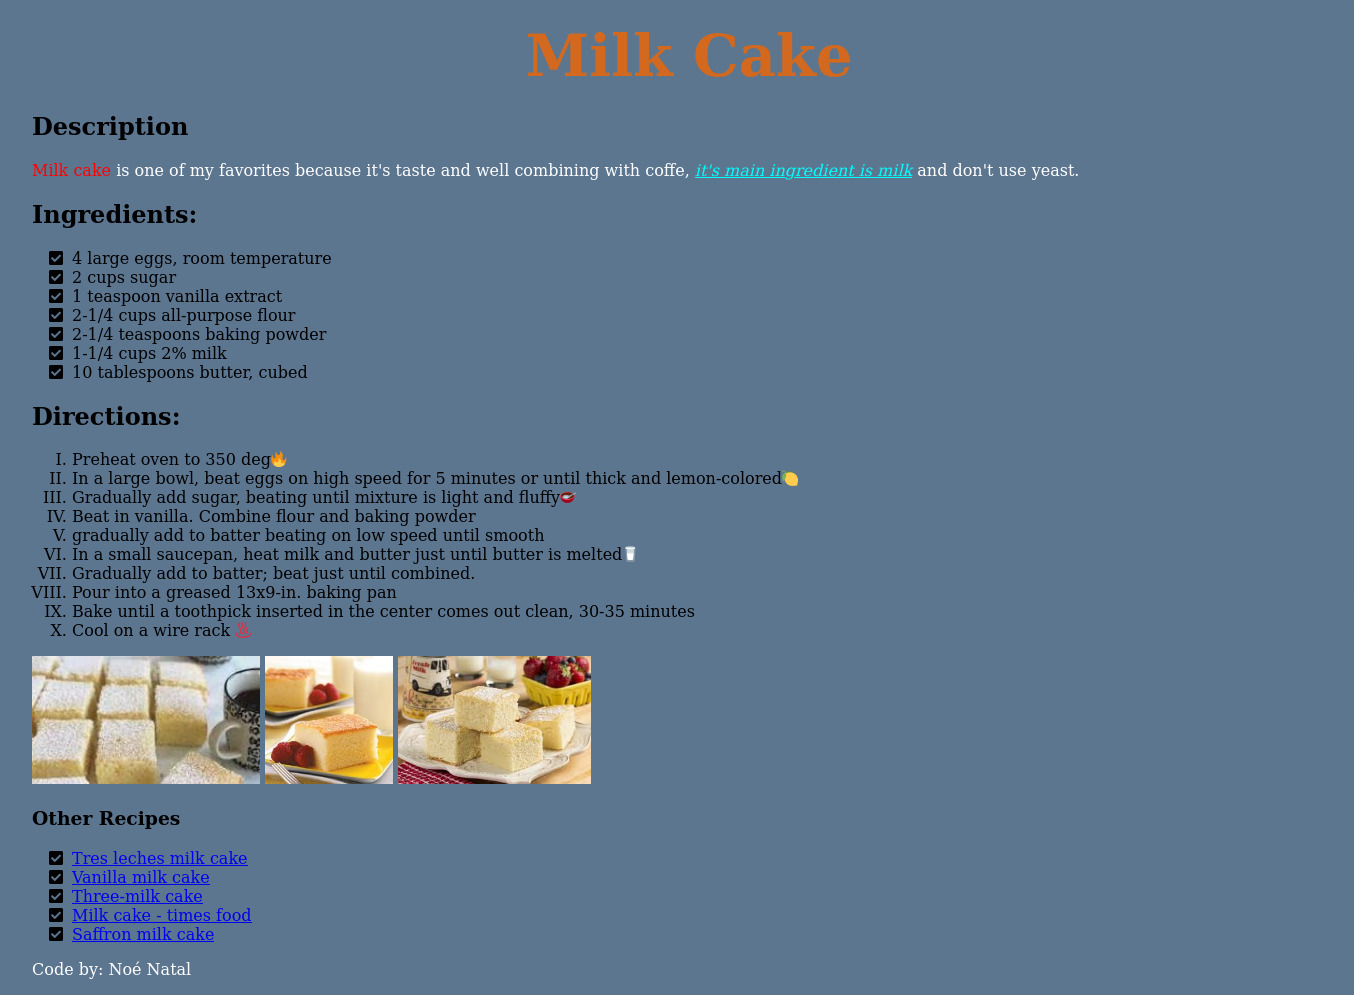 Milk Cake
Description
Milk cake is one of my favorites because it's taste and well combining with coffe, it's main ingredient is milk and don't use yeast.
Ingredients:
4 large eggs, room temperature
2 cups sugar
1 teaspoon vanilla extract
2-1/4 cups all-purpose flour
2-1/4 teaspoons baking powder
1-1/4 cups 2% milk
10 tablespoons butter, cubed
Directions:
I. Preheat oven to 350 deg🔥
II. In a large bowl, beat eggs on high speed for 5 minutes or until thick and lemon-colored🍋
III. Gradually add sugar, beating until mixture is light and fluffy💋
IV. Beat in vanilla. Combine flour and baking powder
V. gradually add to batter beating on low speed until smooth
VI. In a small saucepan, heat milk and butter just until butter is melted🥛
VII. Gradually add to batter; beat just until combined.
VIII. Pour into a greased 13x9-in. baking pan
IX. Bake until a toothpick inserted in the center comes out clean, 30-35 minutes
X. Cool on a wire rack ♨
Fresh
Milk
Other Recipes
Tres leches milk cake
Vanilla milk cake
Three-milk cake
Milk cake - times food
Saffron milk cake
Code by: Noé Natal